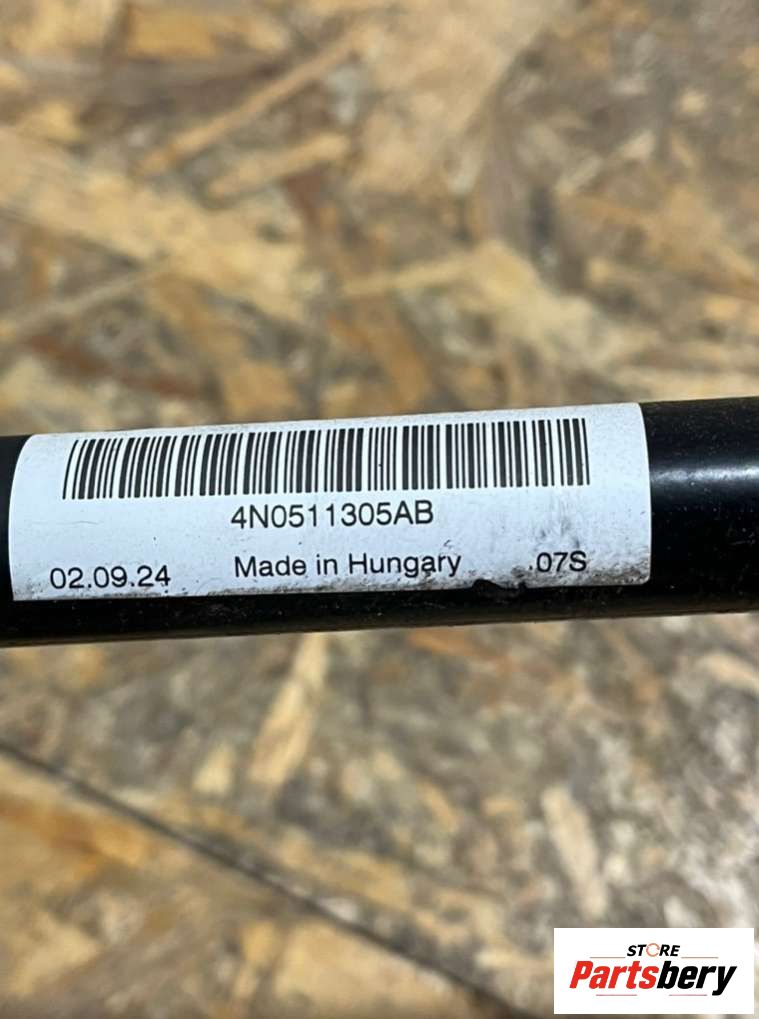 4N0511305AB
02.09.24 Made in Hungary 07S
STORE
Partsbery